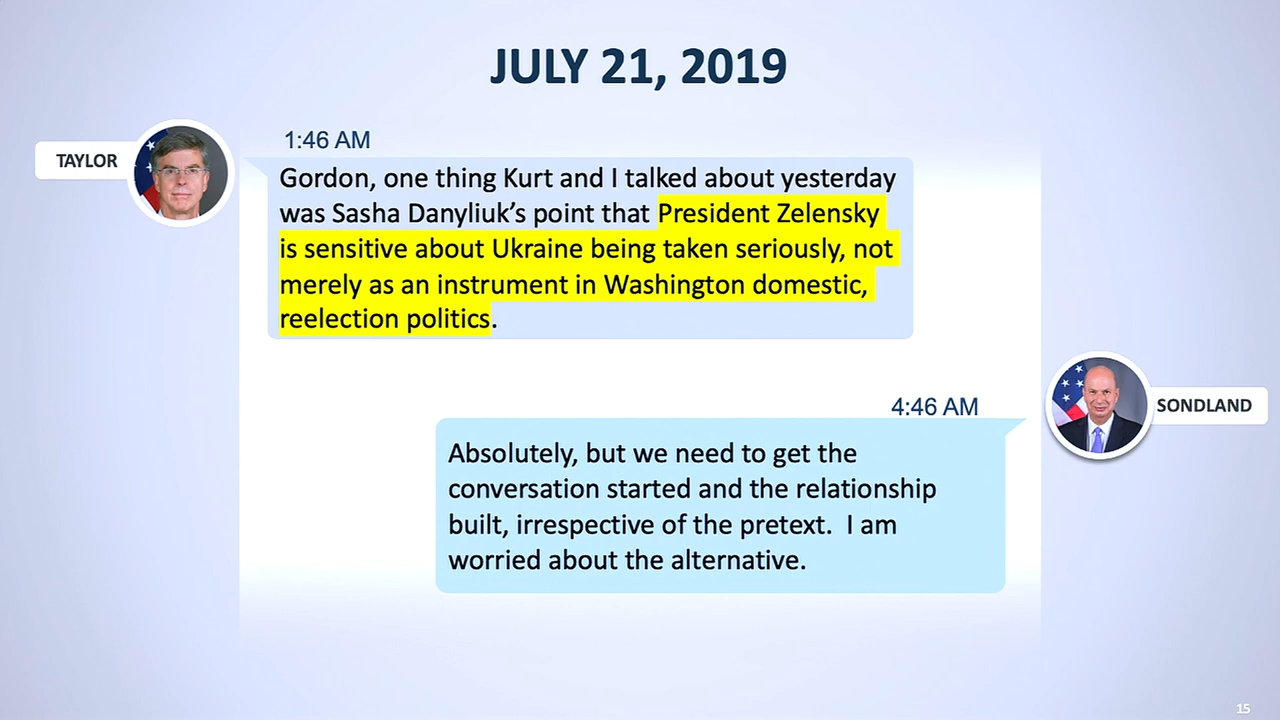 JULY 21, 2019
TAYLOR
1:46 AM
Gordon, one thing Kurt and I talked about yesterday
was Sasha Danyliuk’s point that President Zelensky
is sensitive about Ukraine being taken seriously, not
merely as an instrument in Washington domestic,
reelection politics.
4:46 AM
SONDLAND
Absolutely, but we need to get the
conversation started and the relationship
built, irrespective of the pretext.  I am
worried about the alternative.
15